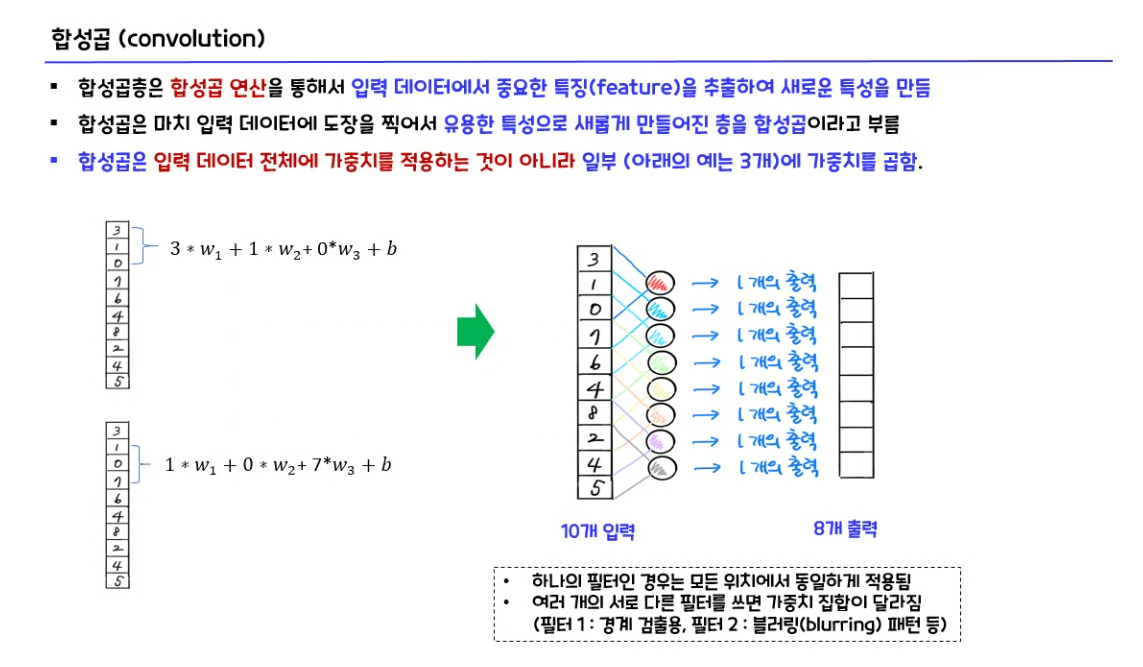 합성곱 (convolution)
▪ 합성곱층은 합성곱 연산을 통해서 입력 데이터에서 중요한 특징(feature)을 추출하여 새로운 특성을 만듬
▪ 합성곱은 마치 입력 데이터에 도장을 찍어서 유용한 특성으로 새롭게 만들어진 층을 합성곱이라고 부름
▪ 합성곱은 입력 데이터 전체에 가중치를 적용하는 것이 아니라 일부 (아래의 예는 3개)에 가중치를 곱함.
3
1
0
7
6
4
8
2
4
5
3 * w₁ + 1 * w₂+ 0*w₃ + b
3
1
0
7
6
4
8
2
4
5
1 * w₁ + 0 * w₂+ 7*w₃ + b
3
1
0
7
6
4
8
2
4
5
→ 1개의 출력
→ 1개의 출력
→ 1개의 출력
→ 1개의 출력
→ 1개의 출력
→ 1개의 출력
→ 1개의 출력
→ 1개의 출력
10개 입력
8개 출력
• 하나의 필터인 경우는 모든 위치에서 동일하게 적용됨
• 여러 개의 서로 다른 필터를 쓰면 가중치 집합이 달라짐
(필터 1 : 경계 검출용, 필터 2 : 블러링(blurring) 패턴 등)